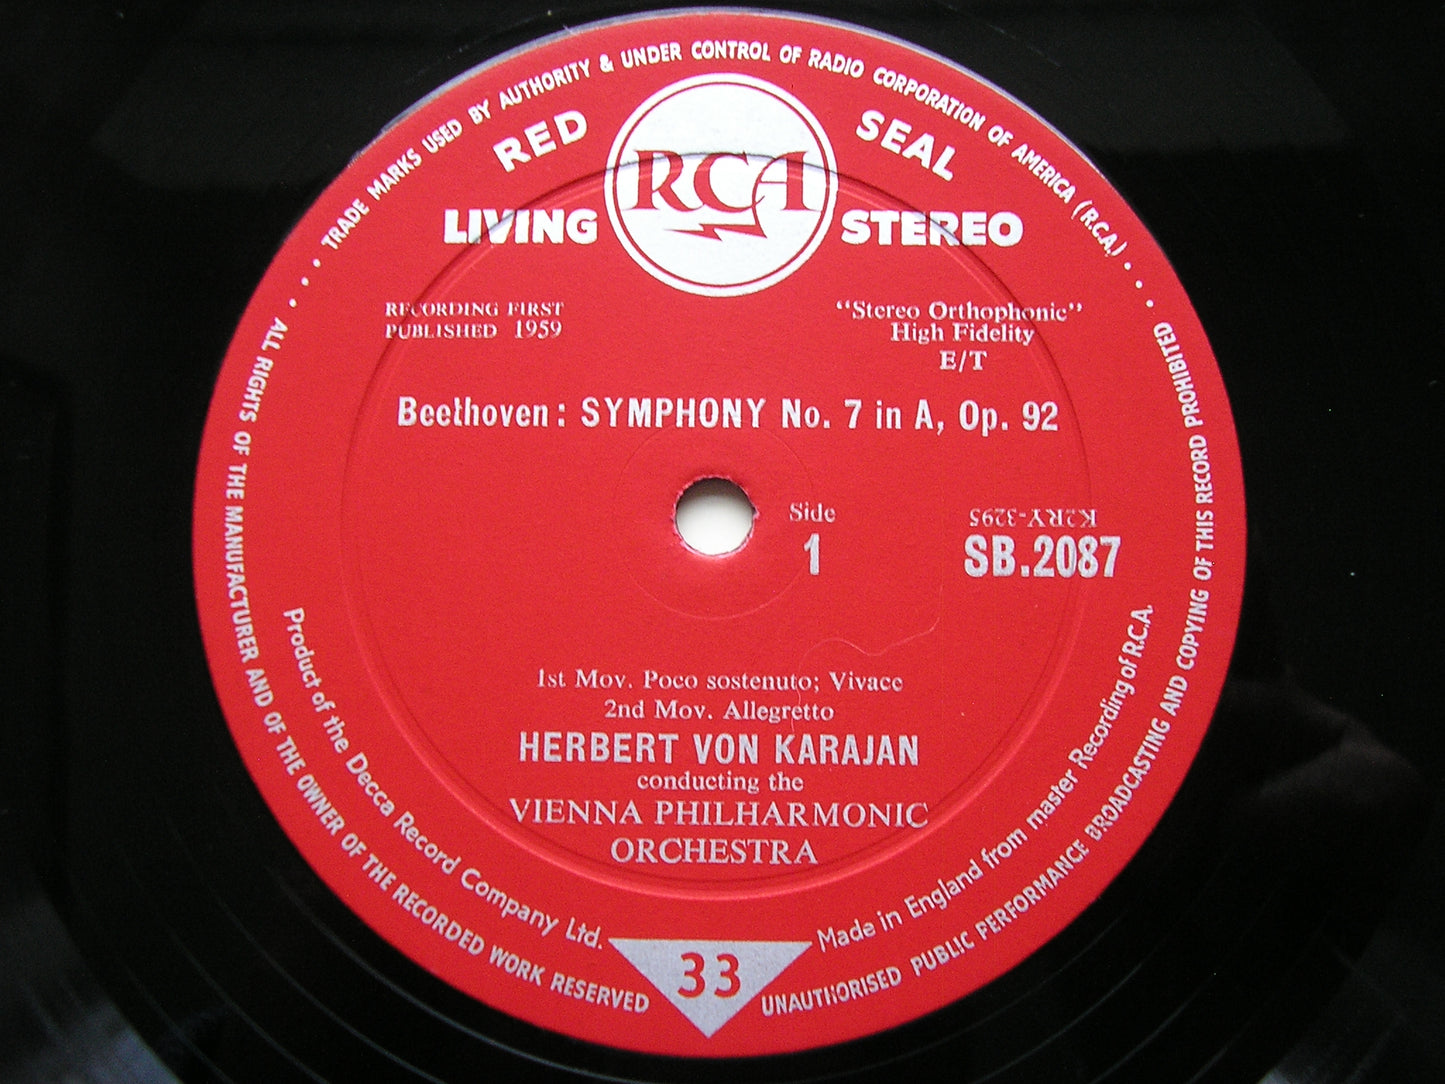 TRADE MARKS USED BY AUTHORITY & UNDER CONTROL OF RADIO CORPORATION OF AMERICA (R.C.A.)
RED SEAL
RCA
LIVING STEREO
RECORDING FIRST
PUBLISHED 1959
"Stereo Orthophonic"
High Fidelity
E/T
Beethoven: SYMPHONY No. 7 in A, Op. 92
Side
1
K2RY-3295
SB.2087
1st Mov. Poco sostenuto; Vivace
2nd Mov. Allegretto
HERBERT VON KARAJAN
conducting the
VIENNA PHILHARMONIC
ORCHESTRA
Product of the Decca Record Company Ltd.
Made in England from master Recording of R.C.A.
33
ALL RIGHTS OF THE MANUFACTURER AND OF THE OWNER OF THE RECORDED WORK RESERVED
UNAUTHORISED PUBLIC PERFORMANCE BROADCASTING AND COPYING OF THIS RECORD PROHIBITED